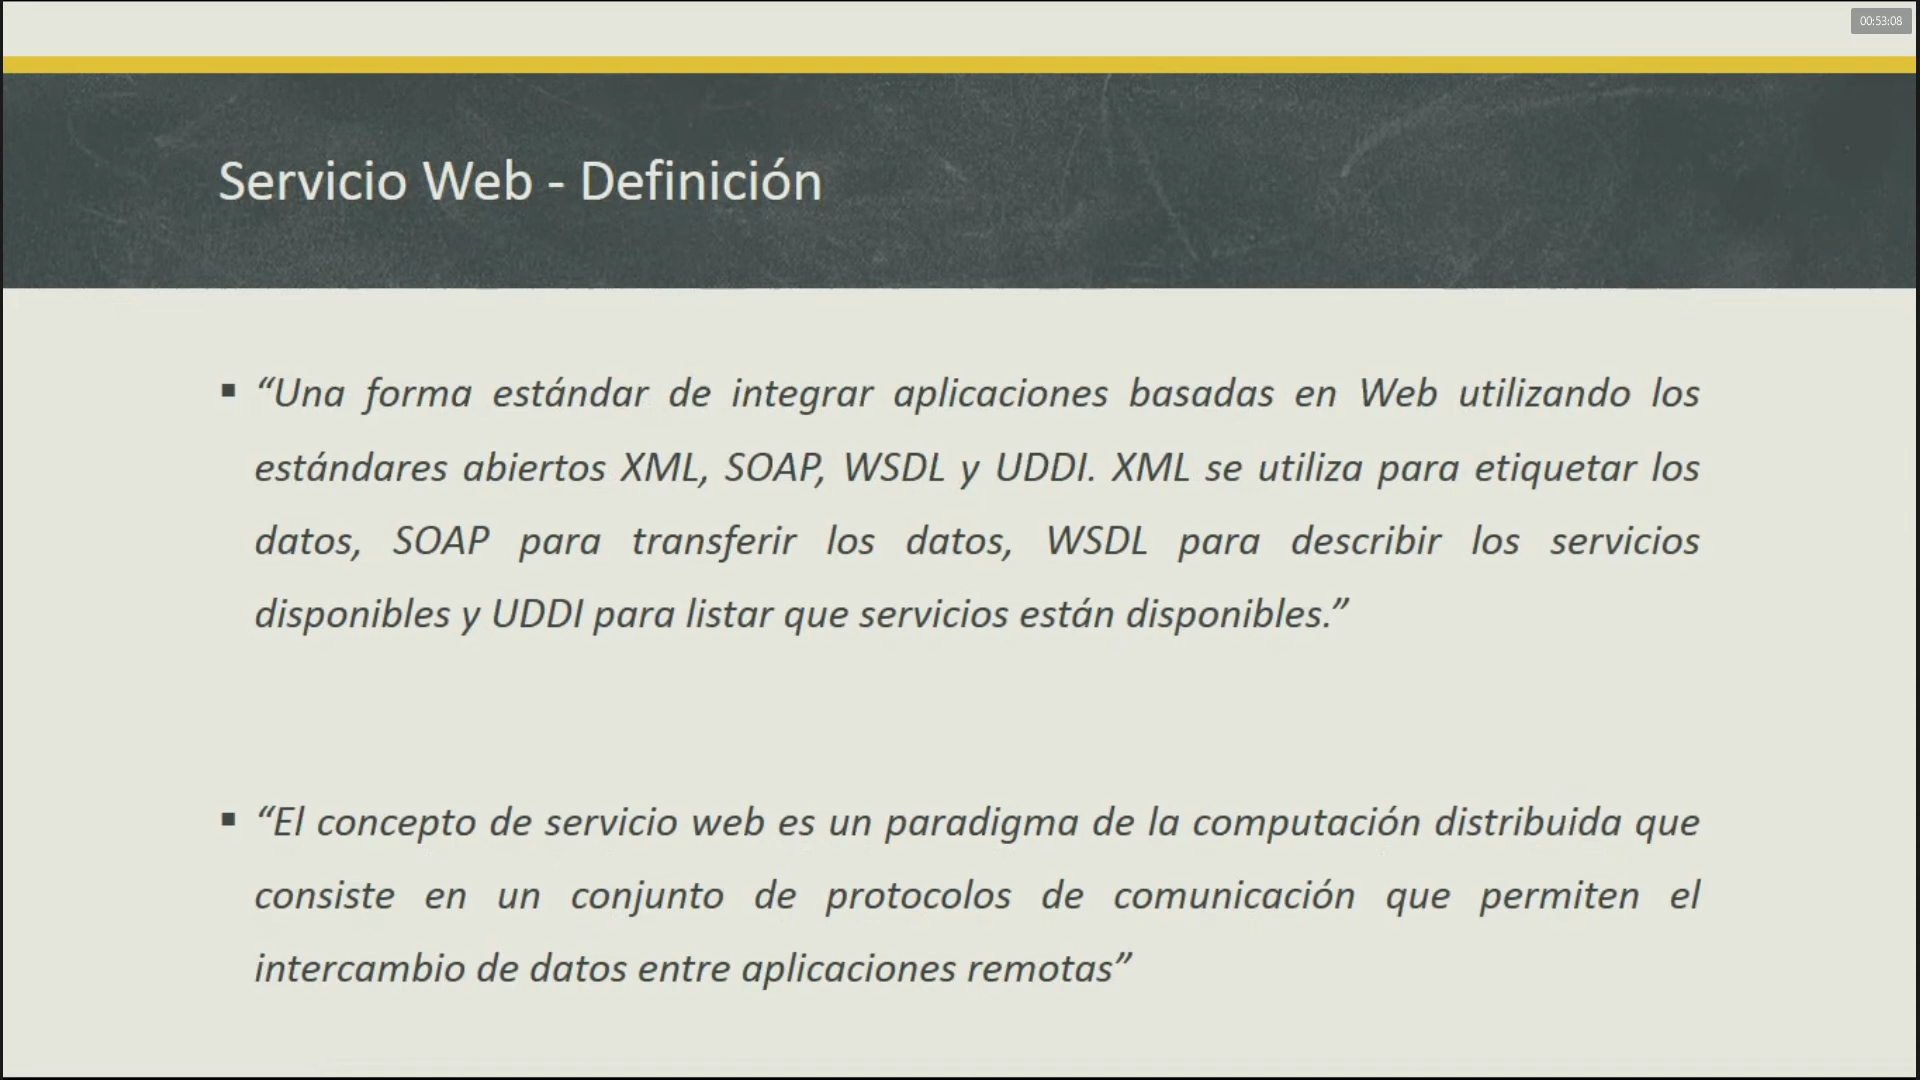 00:53:08
Servicio Web - Definición
▪ “Una forma estándar de integrar aplicaciones basadas en Web utilizando los
estándares abiertos XML, SOAP, WSDL y UDDI. XML se utiliza para etiquetar los
datos, SOAP para transferir los datos, WSDL para describir los servicios
disponibles y UDDI para listar que servicios están disponibles.”
▪ “El concepto de servicio web es un paradigma de la computación distribuida que
consiste en un conjunto de protocolos de comunicación que permiten el
intercambio de datos entre aplicaciones remotas”